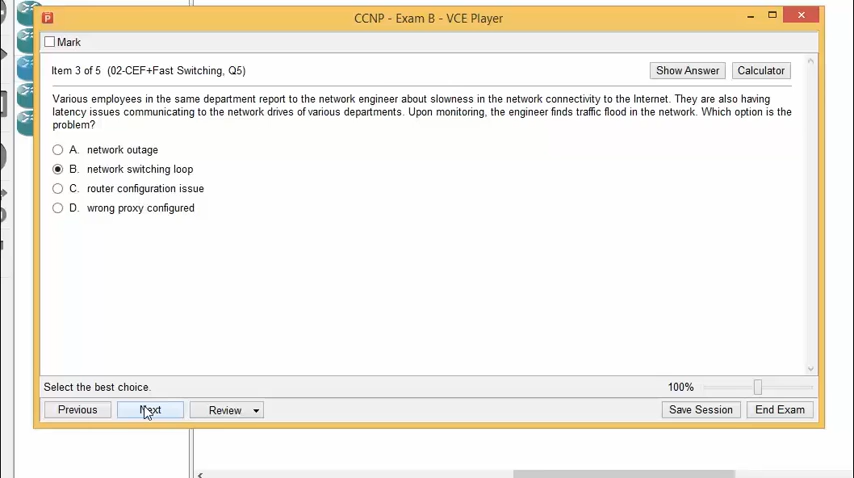 CCNP - Exam B - VCE Player
Mark
Item 3 of 5 (02-CEF+Fast Switching, Q5)
Show Answer
Calculator
Various employees in the same department report to the network engineer about slowness in the network connectivity to the Internet. They are also having
latency issues communicating to the network drives of various departments. Upon monitoring, the engineer finds traffic flood in the network. Which option is the
problem?
A. network outage
B. network switching loop
C. router configuration issue
D. wrong proxy configured
Select the best choice.
100%
Previous
Next
Review
Save Session
End Exam